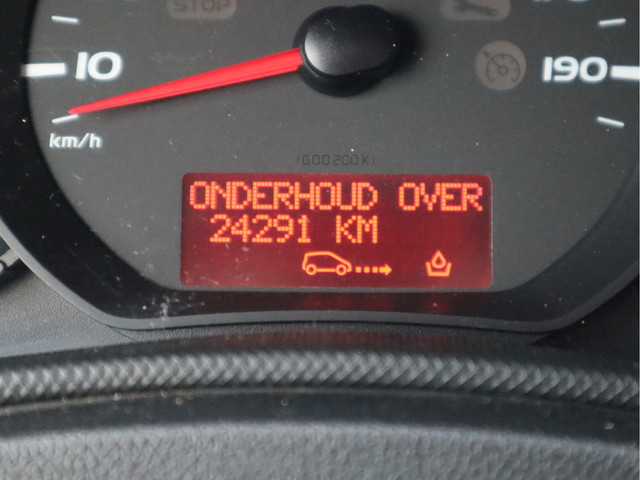 STOP
10
190
km/h
ONDERHOUD OVER
24291 KM